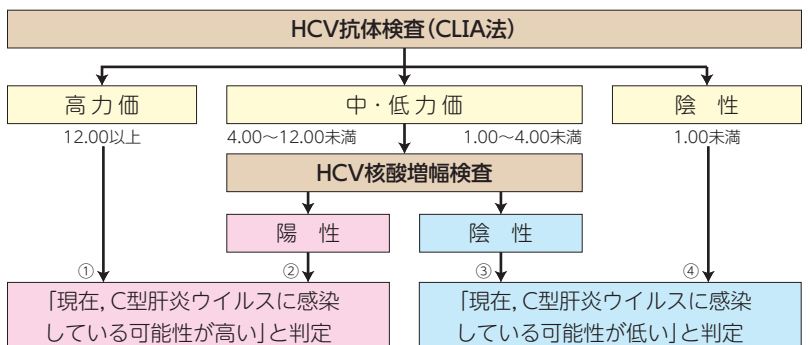 HCV抗体検査(CLIA法)
高力価
中・低力価
陰 性
12.00以上
4.00〜12.00未満
1.00〜4.00未満
1.00未満
HCV核酸増幅検査
陽 性
陰 性
①
②
③
④
「現在,C型肝炎ウイルスに感染
している可能性が高い」と判定
「現在,C型肝炎ウイルスに感染
している可能性が低い」と判定